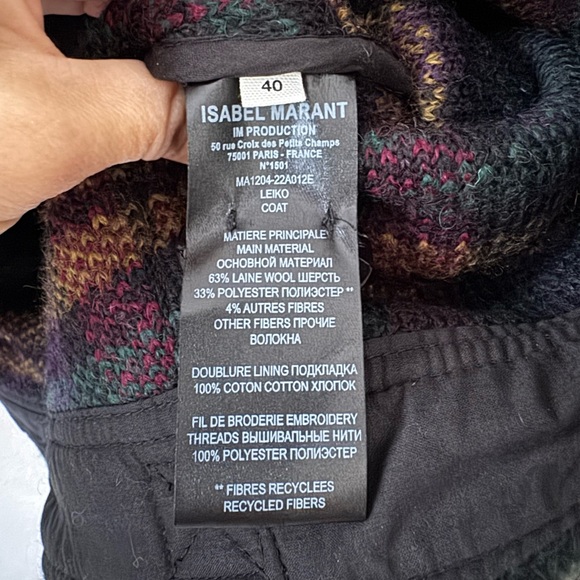 40
ISABEL MARANT
IM PRODUCTION
50 rue Croix des Petits Champs
75001 PARIS - FRANCE
N°1501
MA1204-22A012E
LEIKO
COAT
MATIERE PRINCIPALE
MAIN MATERIAL
ОСНОВНОЙ МАТЕРИАЛ
63% LAINE WOOL ШЕРСТЬ
33% POLYESTER ПОЛИЭСТЕР **
4% AUTRES FIBRES
OTHER FIBERS ПРОЧИЕ
ВОЛОКНА
DOUBLURE LINING ПОДКЛАДКА
100% COTON COTTON ХЛОПОК
FIL DE BRODERIE EMBROIDERY
THREADS ВЫШИВАЛЬНЫЕ НИТИ
100% POLYESTER ПОЛИЭСТЕР
** FIBRES RECYCLEES
RECYCLED FIBERS